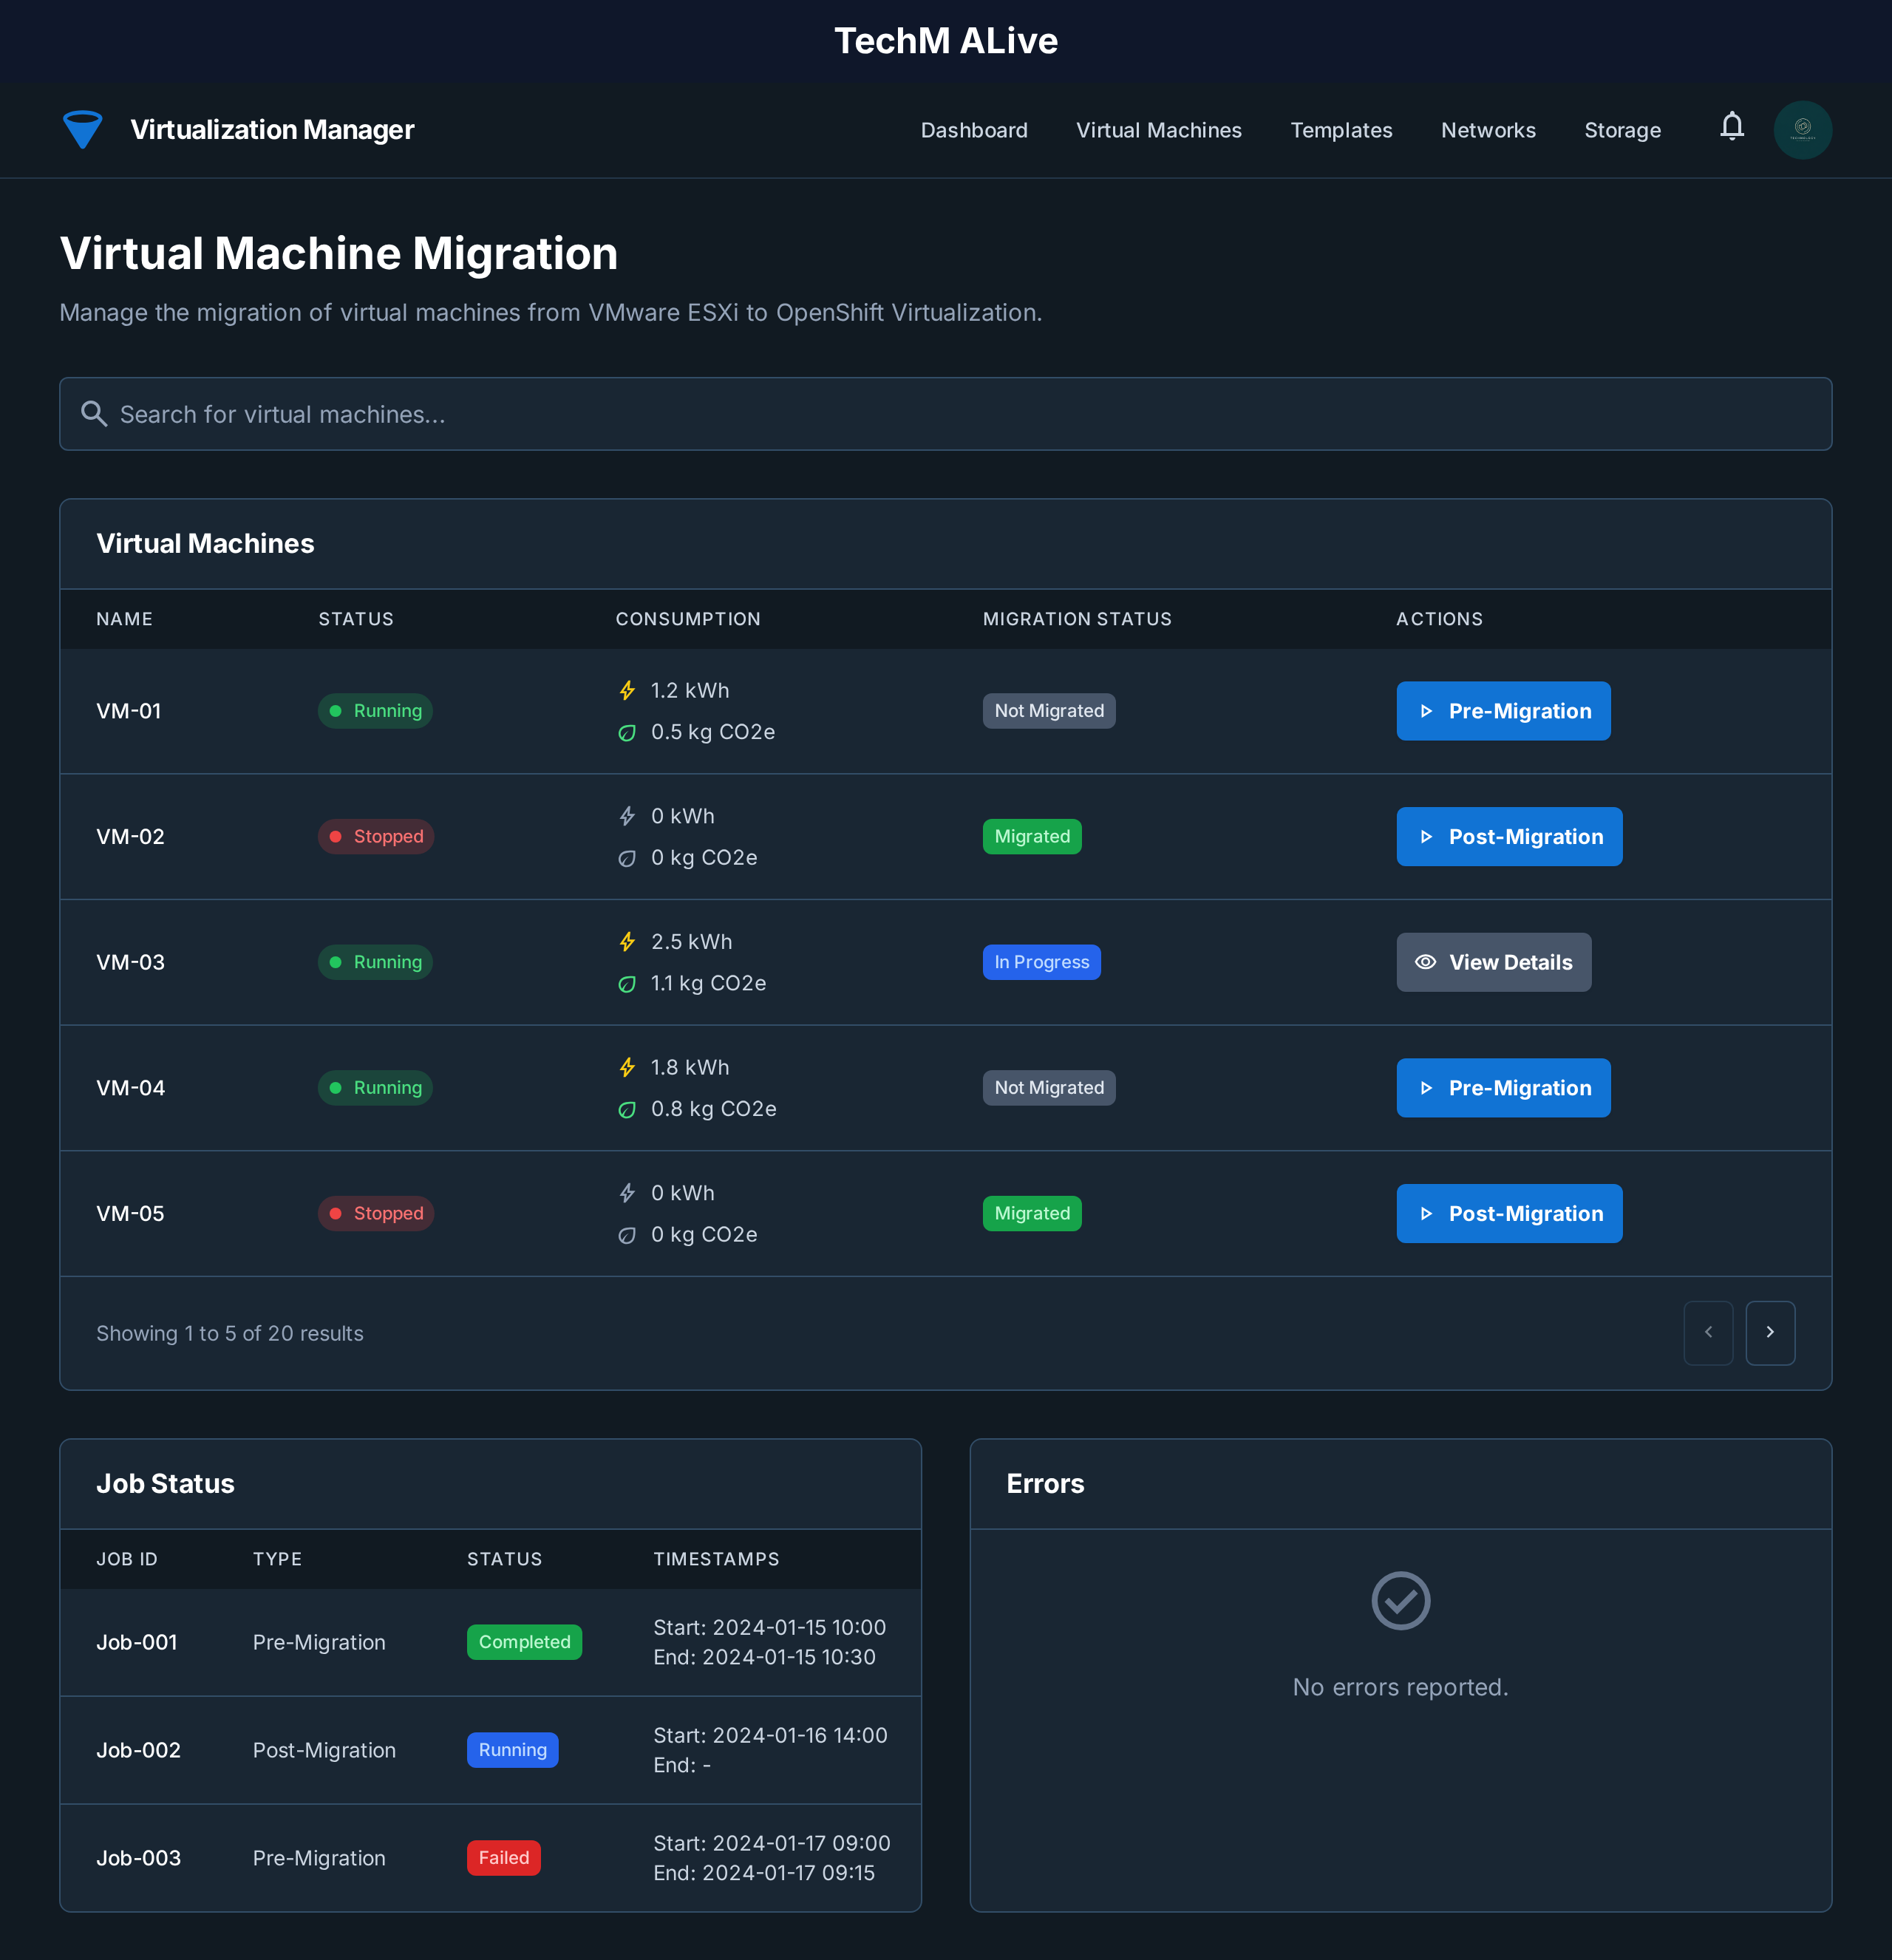 TechM ALive
Virtualization Manager
Dashboard
Virtual Machines
Templates
Networks
Storage
Virtual Machine Migration
Manage the migration of virtual machines from VMware ESXi to OpenShift Virtualization.
Search for virtual machines...
Virtual Machines
NAME STATUS CONSUMPTION MIGRATION STATUS ACTIONS
VM-01 Running 1.2 kWh Not Migrated Pre-Migration
0.5 kg CO2e
VM-02 Stopped 0 kWh Migrated Post-Migration
0 kg CO2e
VM-03 Running 2.5 kWh In Progress View Details
1.1 kg CO2e
VM-04 Running 1.8 kWh Not Migrated Pre-Migration
0.8 kg CO2e
VM-05 Stopped 0 kWh Migrated Post-Migration
0 kg CO2e
Showing 1 to 5 of 20 results
Job Status
JOB ID TYPE STATUS TIMESTAMPS
Job-001 Pre-Migration Completed Start: 2024-01-15 10:00
End: 2024-01-15 10:30
Job-002 Post-Migration Running Start: 2024-01-16 14:00
End: -
Job-003 Pre-Migration Failed Start: 2024-01-17 09:00
End: 2024-01-17 09:15
Errors
No errors reported.